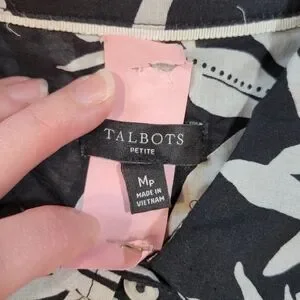 TALBOTS
PETITE
MP
MADE IN
VIETNAM